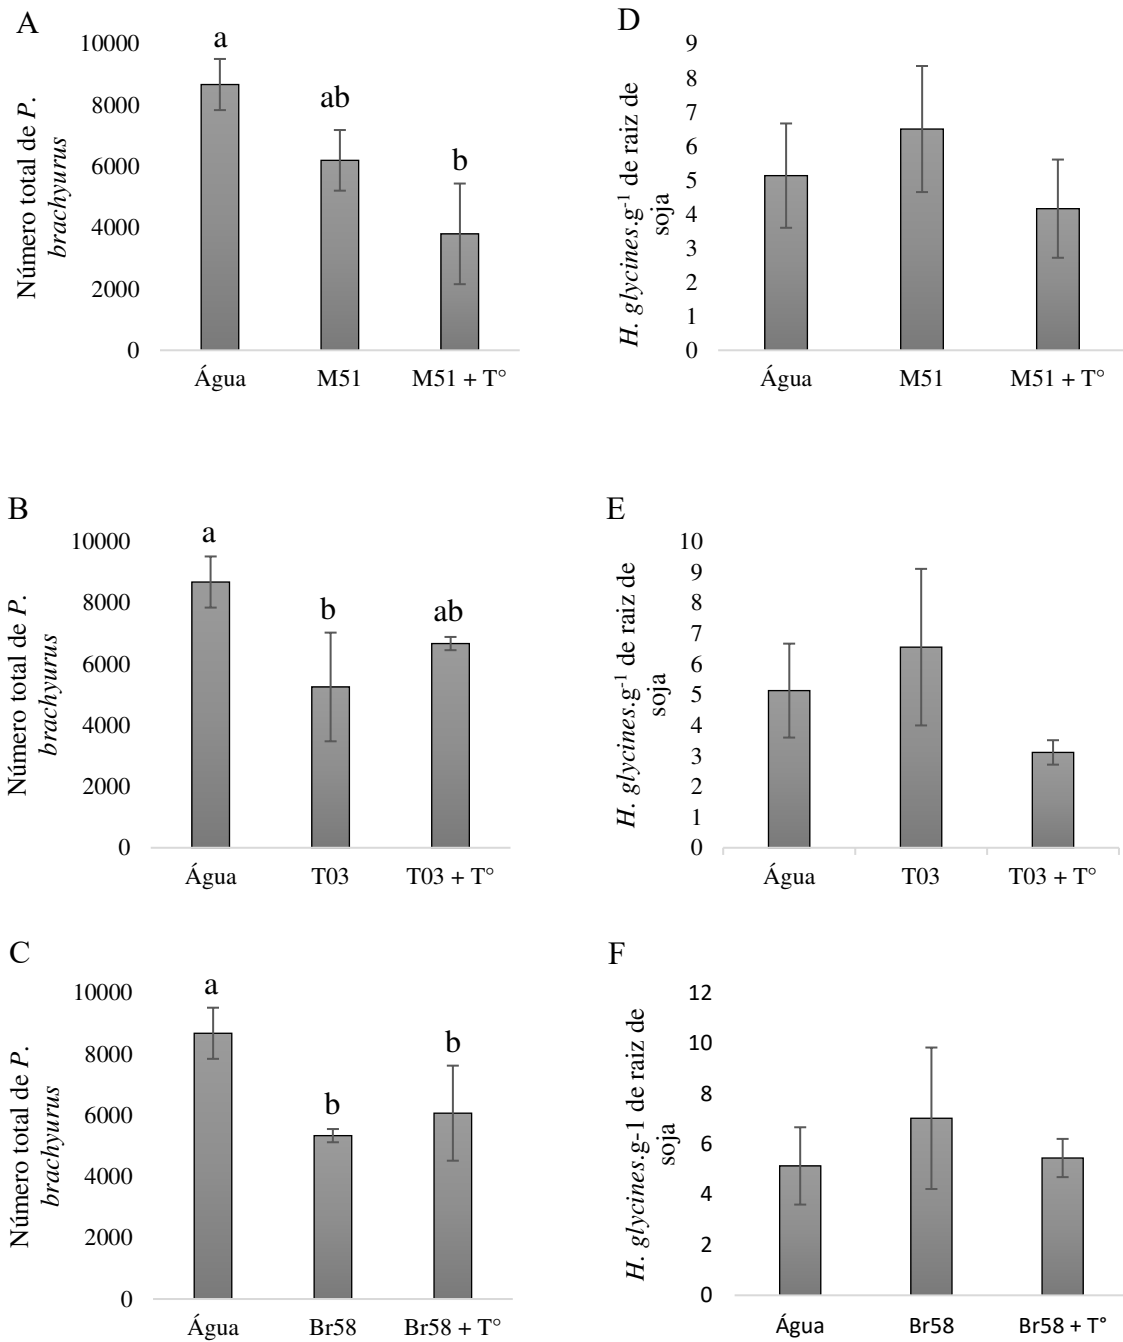 A
Número total de P.
brachyurus
10000
8000
6000
4000
2000
0
a
ab
b
Água
M51
M51 + T°
D
H. glycines.g-1 de raiz de
soja
9
8
7
6
5
4
3
2
1
0
Água
M51
M51 + T°
B
Número total de P.
brachyurus
10000
8000
6000
4000
2000
0
a
b
ab
Água
T03
T03 + T°
E
H. glycines.g-1 de raiz de
soja
10
9
8
7
6
5
4
3
2
1
0
Água
T03
T03 + T°
C
Número total de P.
brachyurus
10000
8000
6000
4000
2000
0
a
b
b
Água
Br58
Br58 + T°
F
H. glycines.g-1 de raiz de
soja
12
10
8
6
4
2
0
Água
Br58
Br58 + T°